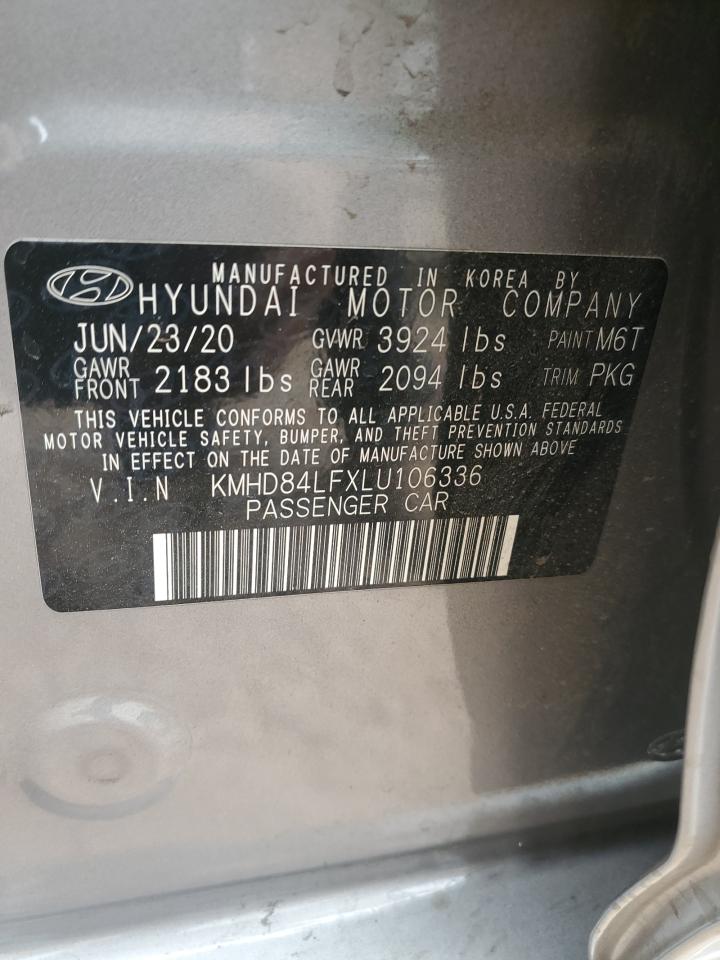 MANUFACTURED IN KOREA BY
HYUNDAI MOTOR COMPANY
JUN/23/20 GVWR 3924 lbs PAINT M6T
GAWR FRONT 2183 lbs GAWR REAR 2094 lbs TRIM PKG
THIS VEHICLE CONFORMS TO ALL APPLICABLE U.S.A. FEDERAL
MOTOR VEHICLE SAFETY, BUMPER, AND THEFT PREVENTION STANDARDS
IN EFFECT ON THE DATE OF MANUFACTURE SHOWN ABOVE
V.I.N KMHD84LFXLU106336
PASSENGER CAR